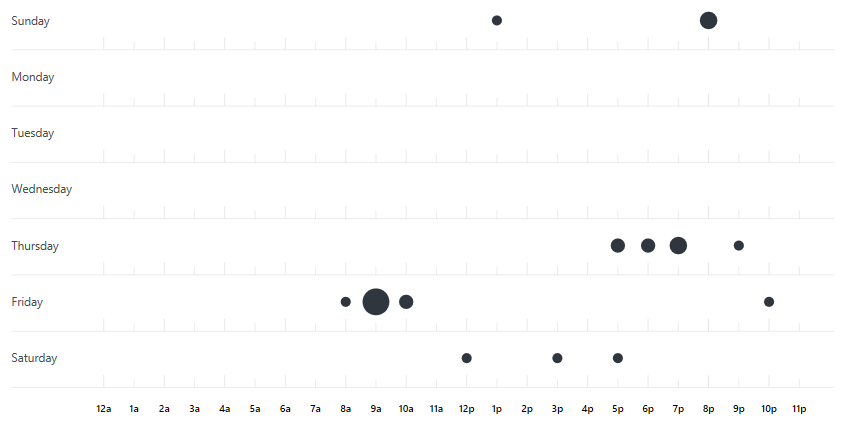 Sunday
Monday
Tuesday
Wednesday
Thursday
Friday
Saturday
12a 1a 2a 3a 4a 5a 6a 7a 8a 9a 10a 11a 12p 1p 2p 3p 4p 5p 6p 7p 8p 9p 10p 11p